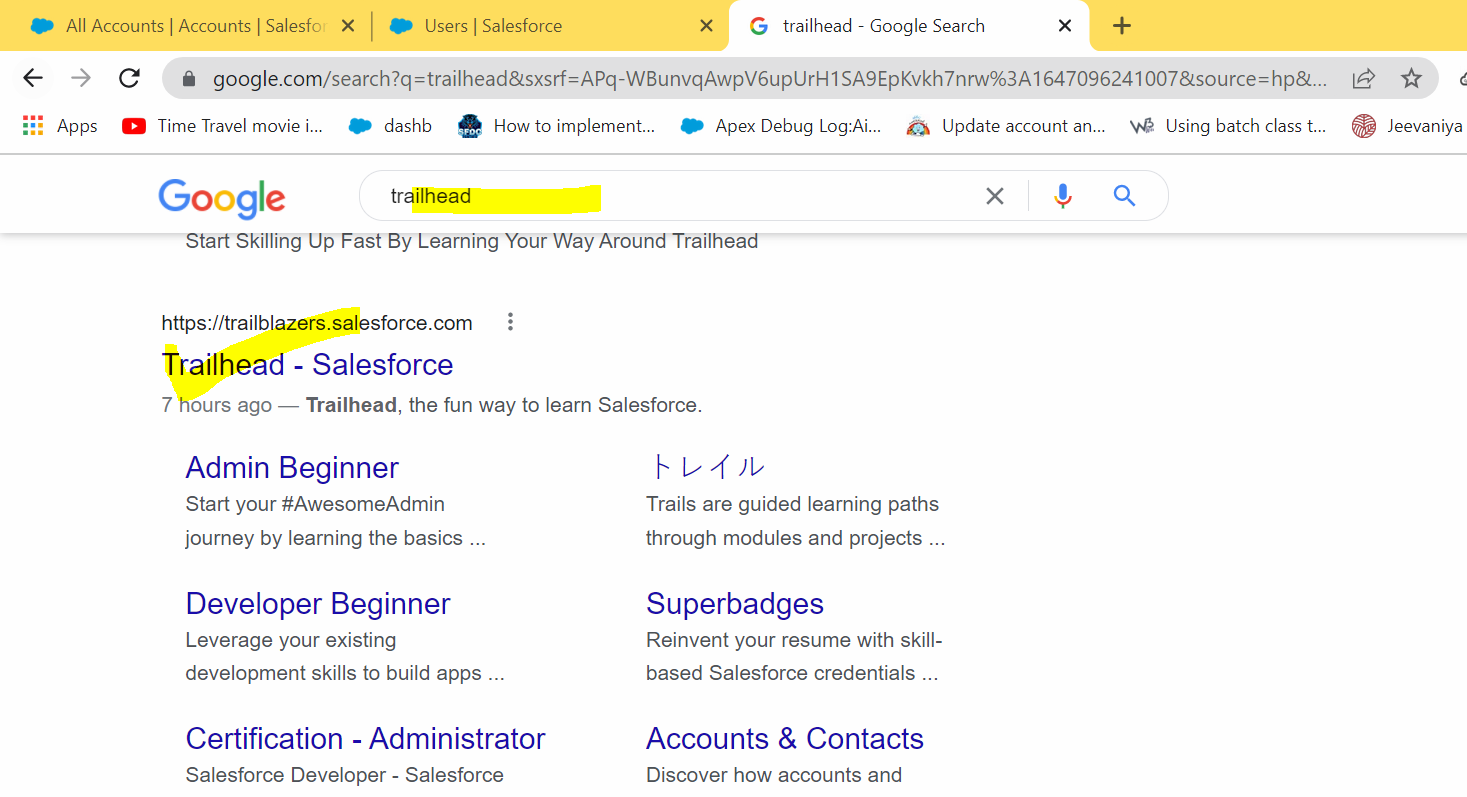 All Accounts | Accounts | Salesfor
Users | Salesforce
trailhead - Google Search
google.com/search?q=trailhead&sxsrf=APq-WBunvqAwpV6upUrH1SA9EpKvkh7nrw%3A1647096241007&source=hp&...
Apps
Time Travel movie i...
dashb
How to implement...
Apex Debug Log:Ai...
Update account an...
Using batch class t...
Jeevaniya
Google
trailhead
Start Skilling Up Fast By Learning Your Way Around Trailhead
https://trailblazers.salesforce.com
Trailhead - Salesforce
7 hours ago — Trailhead, the fun way to learn Salesforce.
Admin Beginner
Start your #AwesomeAdmin
journey by learning the basics ...
トレイル
Trails are guided learning paths
through modules and projects ...
Developer Beginner
Leverage your existing
development skills to build apps ...
Superbadges
Reinvent your resume with skill-
based Salesforce credentials ...
Certification - Administrator
Salesforce Developer - Salesforce
Accounts & Contacts
Discover how accounts and